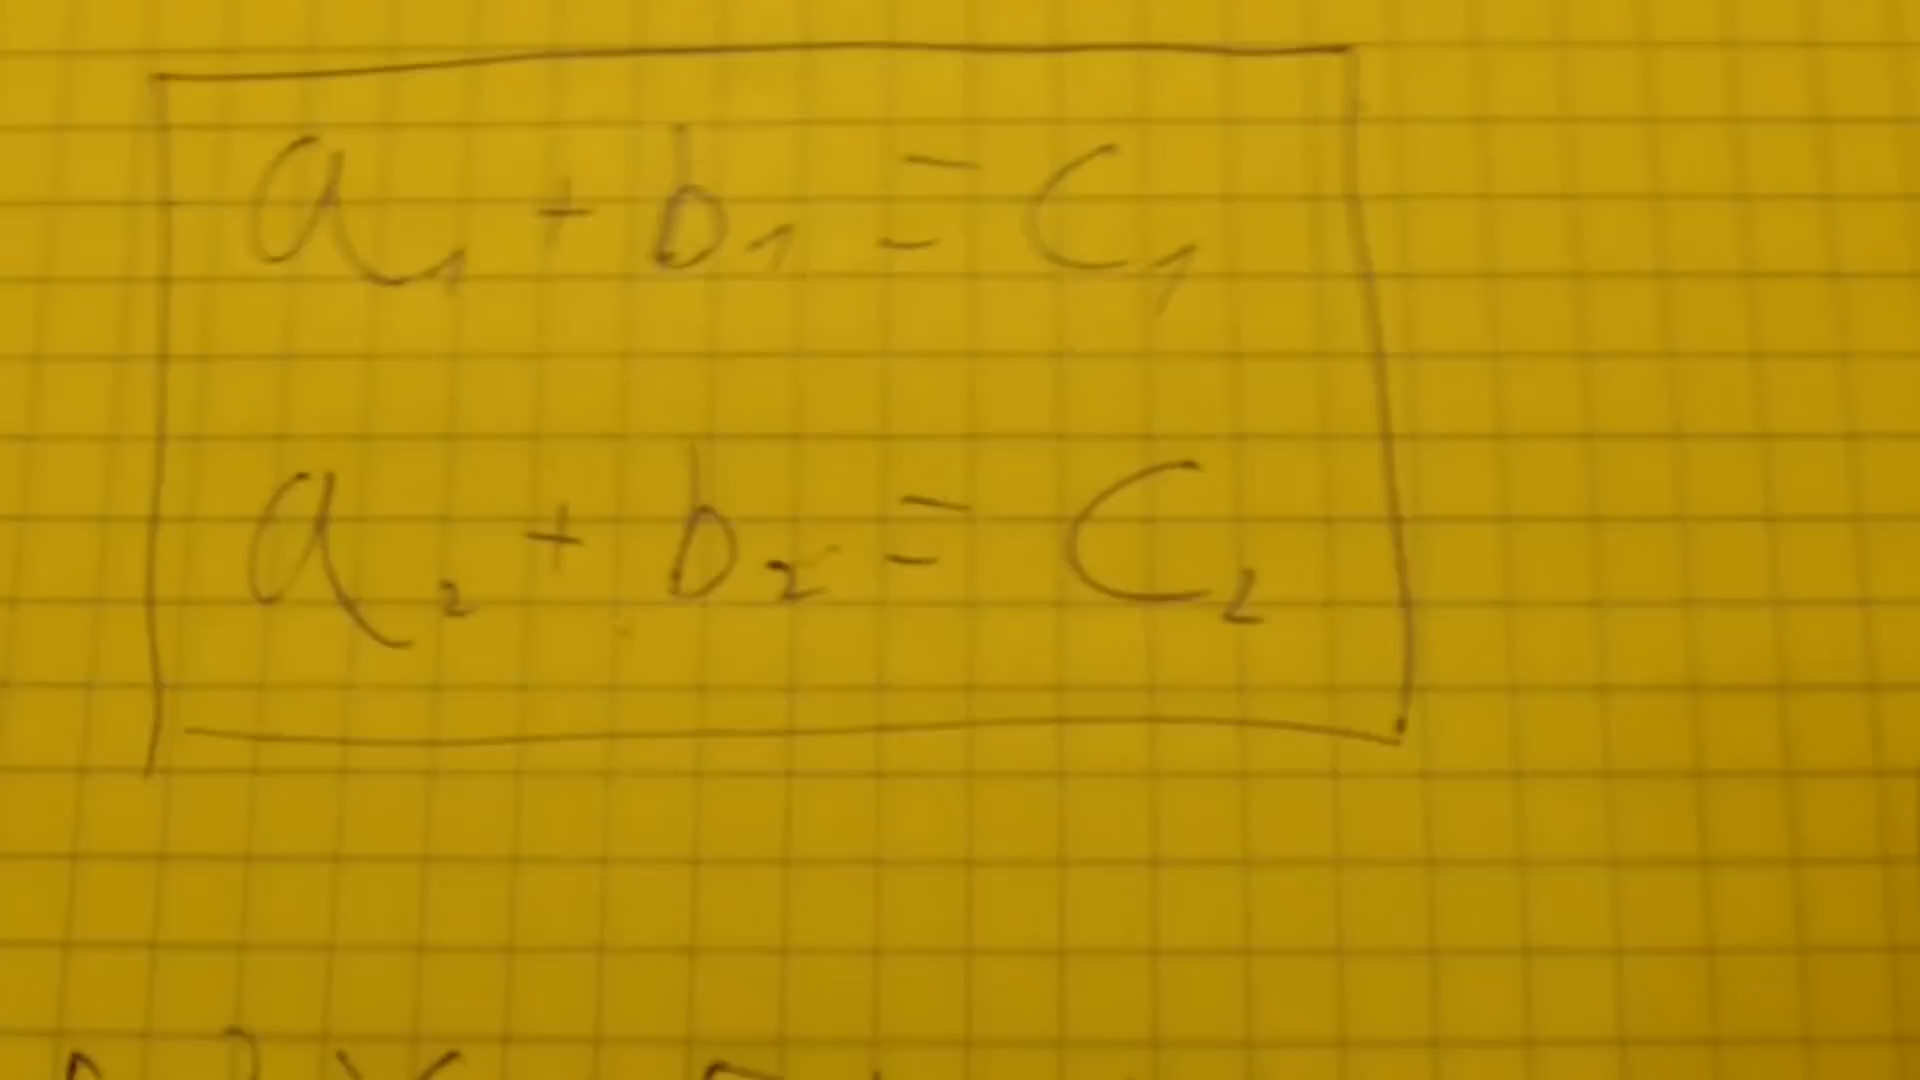 a₁ + b₁ = c₁
a₂ + b₂ = c₂